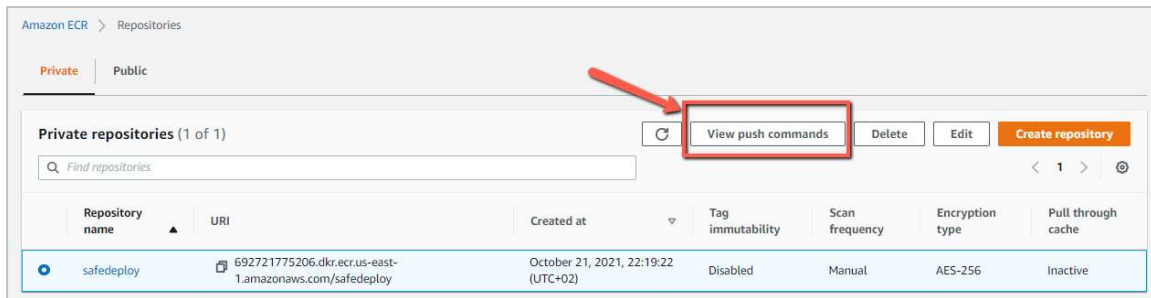 Amazon ECR > Repositories
Private Public
Private repositories (1 of 1) View push commands Delete Edit Create repository
Find repositories < 1 >
Repository name URI Created at Tag immutability Scan frequency Encryption type Pull through cache
safedeploy 692721775206.dkr.ecr.us-east-1.amazonaws.com/safedeploy October 21, 2021, 22:19:22 (UTC+02) Disabled Manual AES-256 Inactive